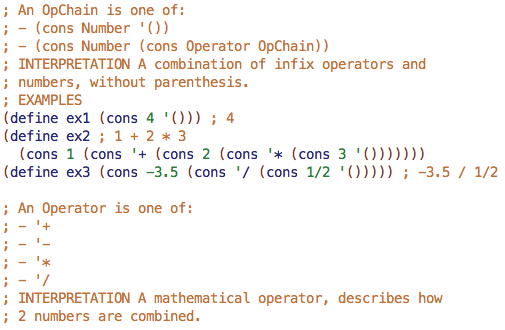 ; An OpChain is one of:
; - (cons Number '())
; - (cons Number (cons Operator OpChain))
; INTERPRETATION A combination of infix operators and
; numbers, without parenthesis.
; EXAMPLES
(define ex1 (cons 4 '())) ; 4
(define ex2 ; 1 + 2 * 3
  (cons 1 (cons '+ (cons 2 (cons '* (cons 3 '()))))))
(define ex3 (cons -3.5 (cons '/ (cons 1/2 '())))) ; -3.5 / 1/2

; An Operator is one of:
; - '+
; - '-
; - '*
; - '/
; INTERPRETATION A mathematical operator, describes how
; 2 numbers are combined.